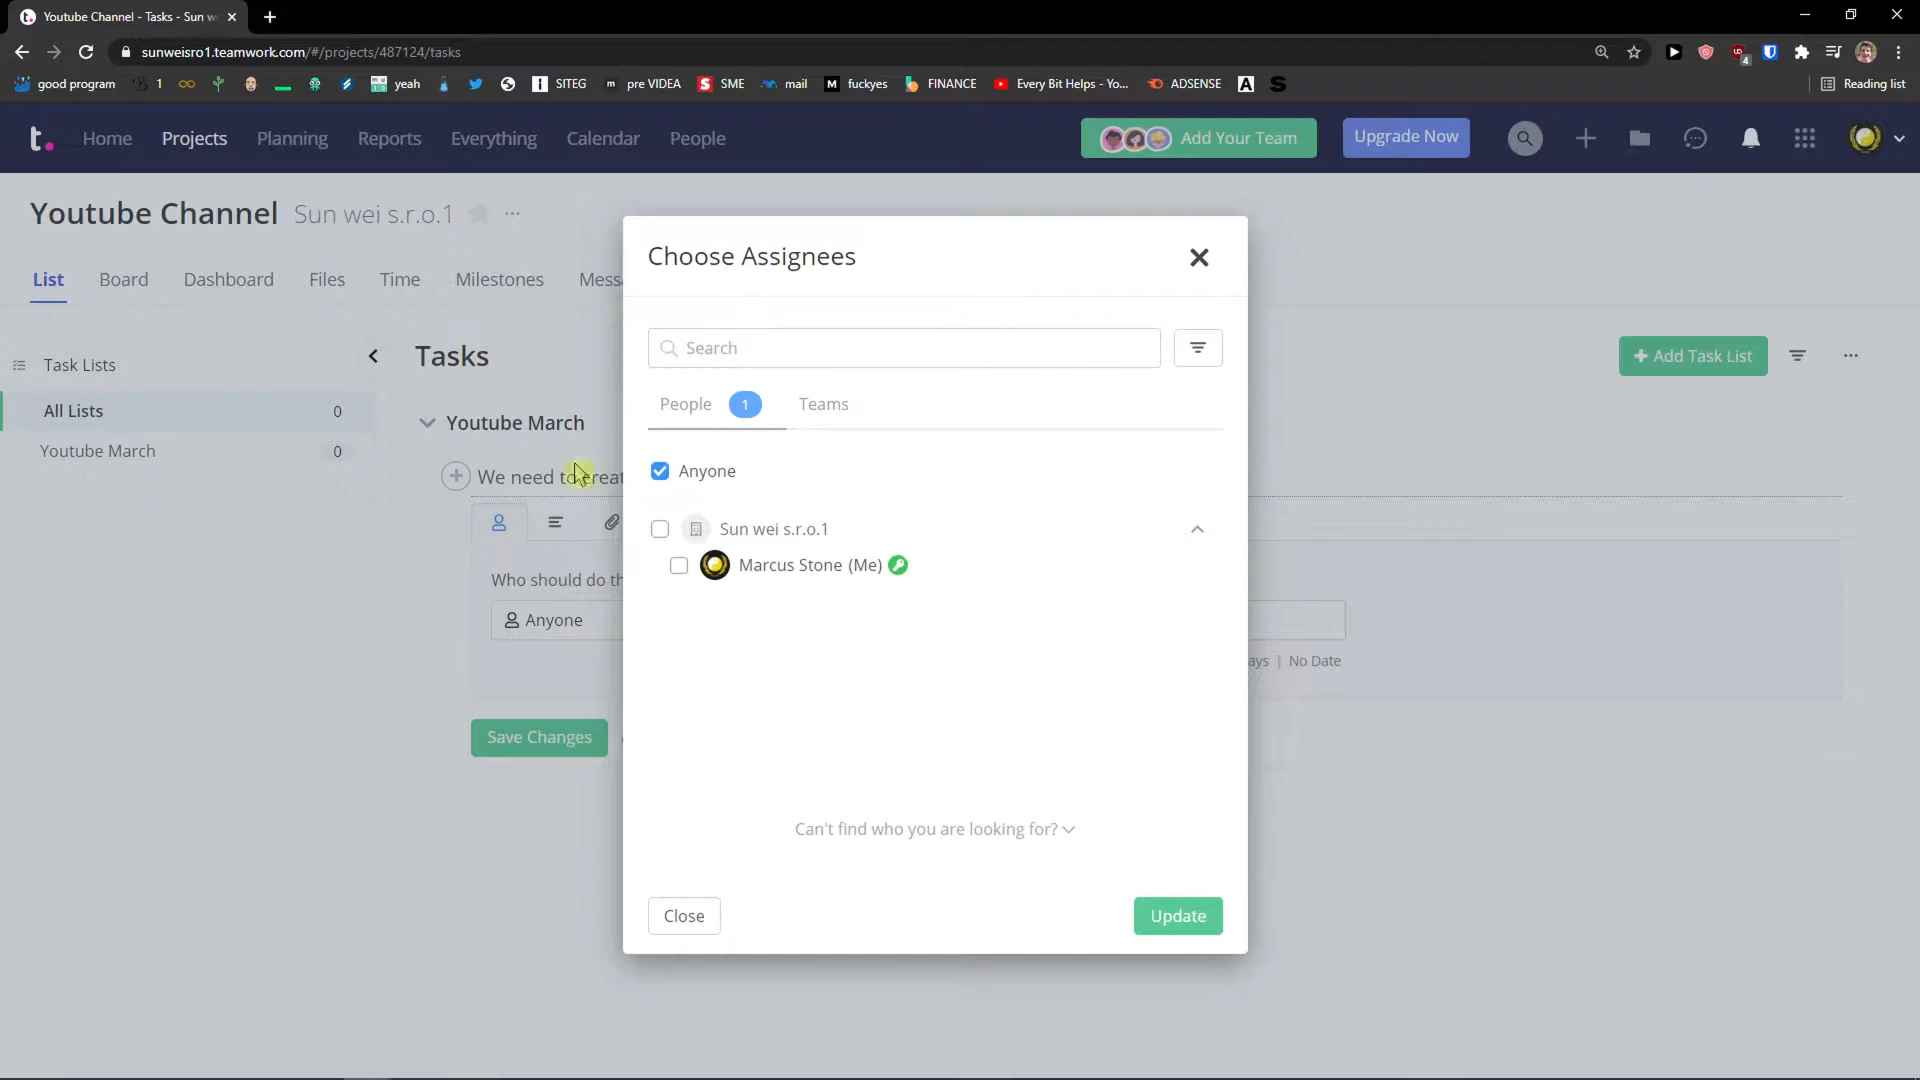 Youtube Channel - Tasks - Sun w
sunweisro1.teamwork.com/#/projects/487124/tasks
good program
1
yeah
SITEG
pre VIDEA
SME
mail
fuckyes
FINANCE
Every Bit Helps - Yo...
ADSENSE
Reading list
t.
Home
Projects
Planning
Reports
Everything
Calendar
People
Add Your Team
Upgrade Now
Youtube Channel Sun wei s.r.o.1
List
Board
Dashboard
Files
Time
Milestones
Mess
Choose Assignees
Search
People 1
Teams
Anyone
Sun wei s.r.o.1
Marcus Stone (Me)
Can't find who you are looking for?
Close
Update
Task Lists
All Lists 0
Youtube March 0
Tasks
+ Add Task List
Youtube March
We need to creat
Who should do th
Anyone
ays | No Date
Save Changes